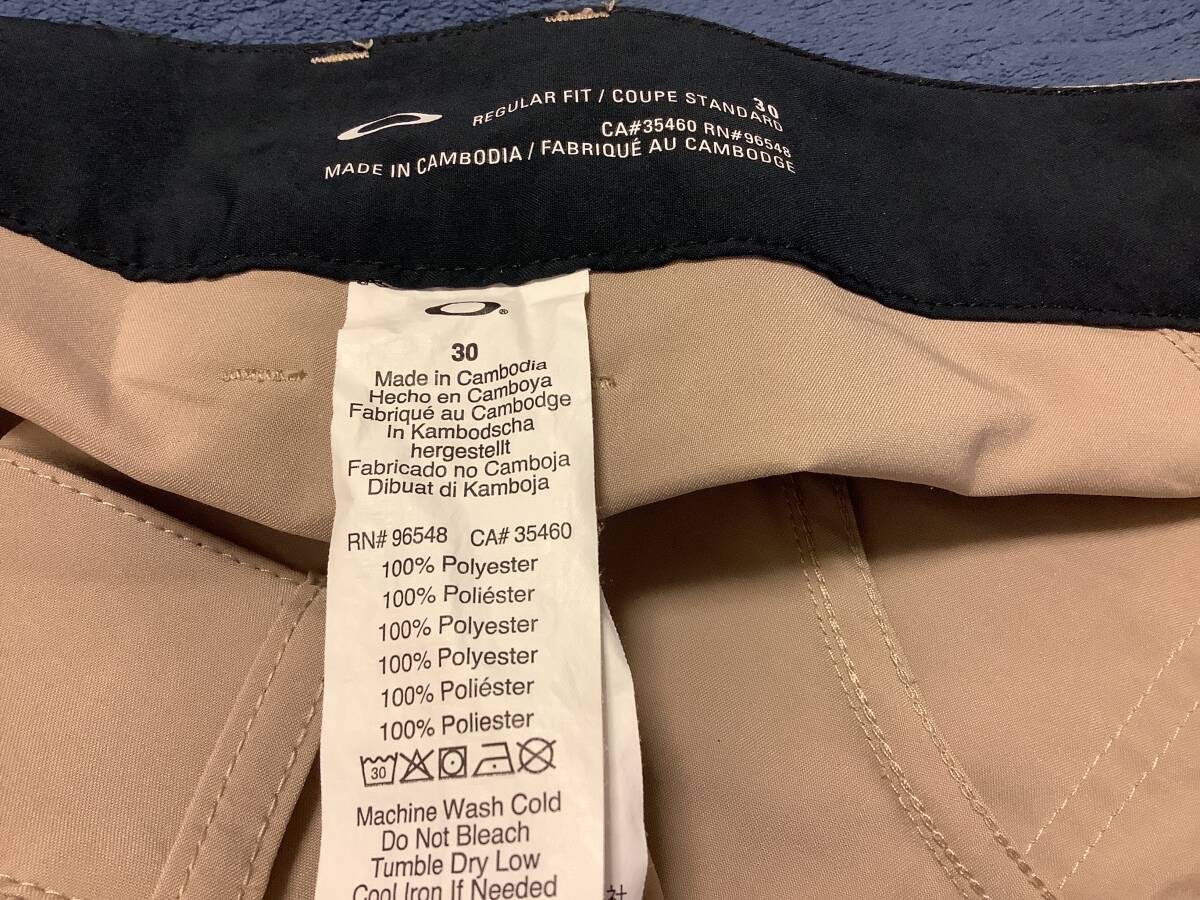 30
REGULAR FIT / COUPE STANDARD
CA#35460 RN#96548
MADE IN CAMBODIA / FABRIQUÉ AU CAMBODGE
30
Made in Cambodia
Hecho en Camboya
Fabriqué au Cambodge
In Kambodscha
hergestellt
Fabricado no Camboja
Dibuat di Kamboja
RN# 96548 CA# 35460
100% Polyester
100% Poliéster
100% Polyester
100% Polyester
100% Poliéster
100% Poliester
30
Machine Wash Cold
Do Not Bleach
Tumble Dry Low
Cool Iron If Needed
社